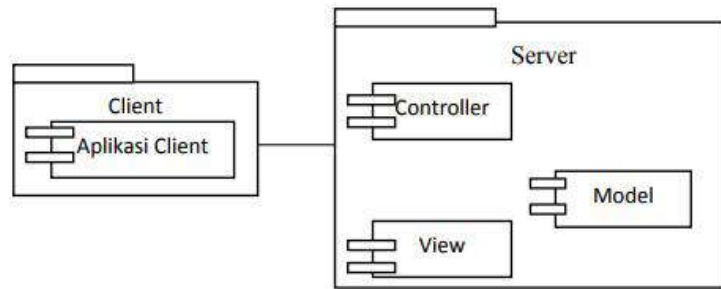 Client
Aplikasi Client
Server
Controller
Model
View